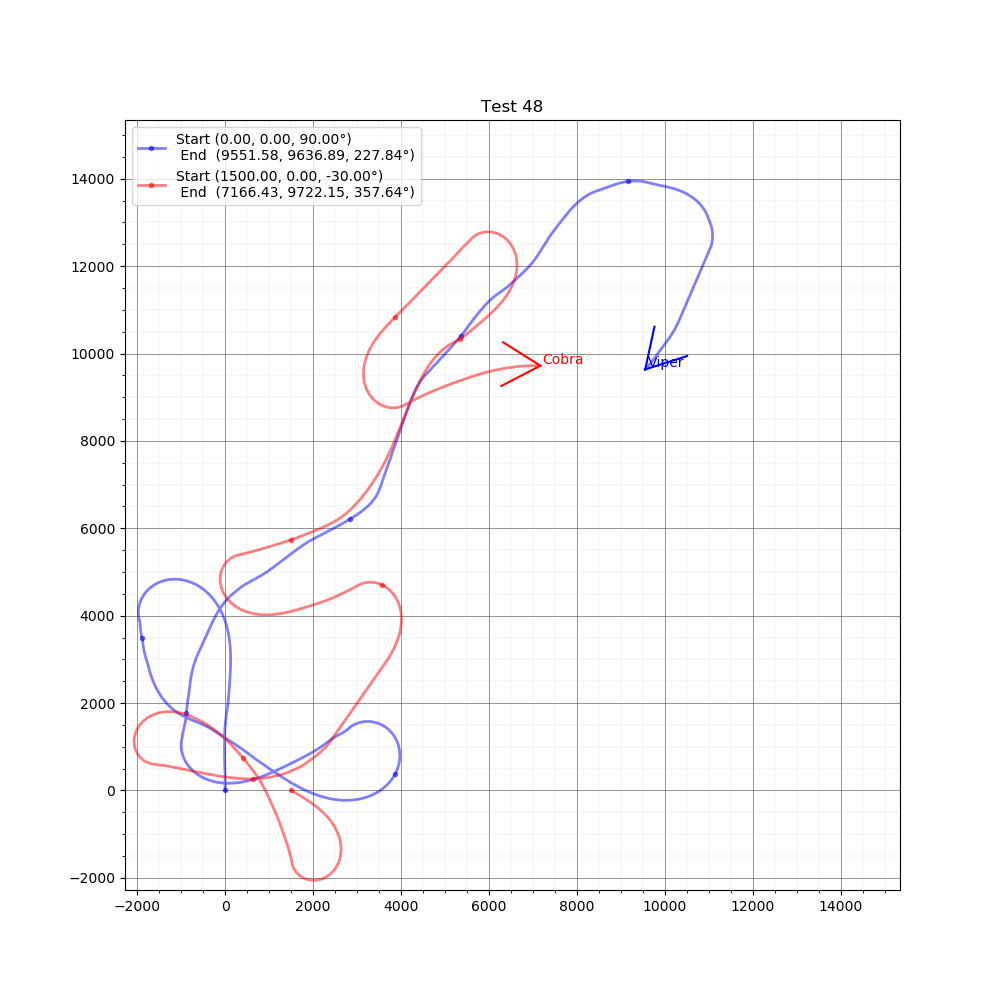 Test 48
Start (0.00, 0.00, 90.00°)
End (9551.58, 9636.89, 227.84°)
Start (1500.00, 0.00, -30.00°)
End (7166.43, 9722.15, 357.64°)
14000
12000
10000
8000
6000
4000
2000
0
−2000
Cobra
Viper
−2000 0 2000 4000 6000 8000 10000 12000 14000